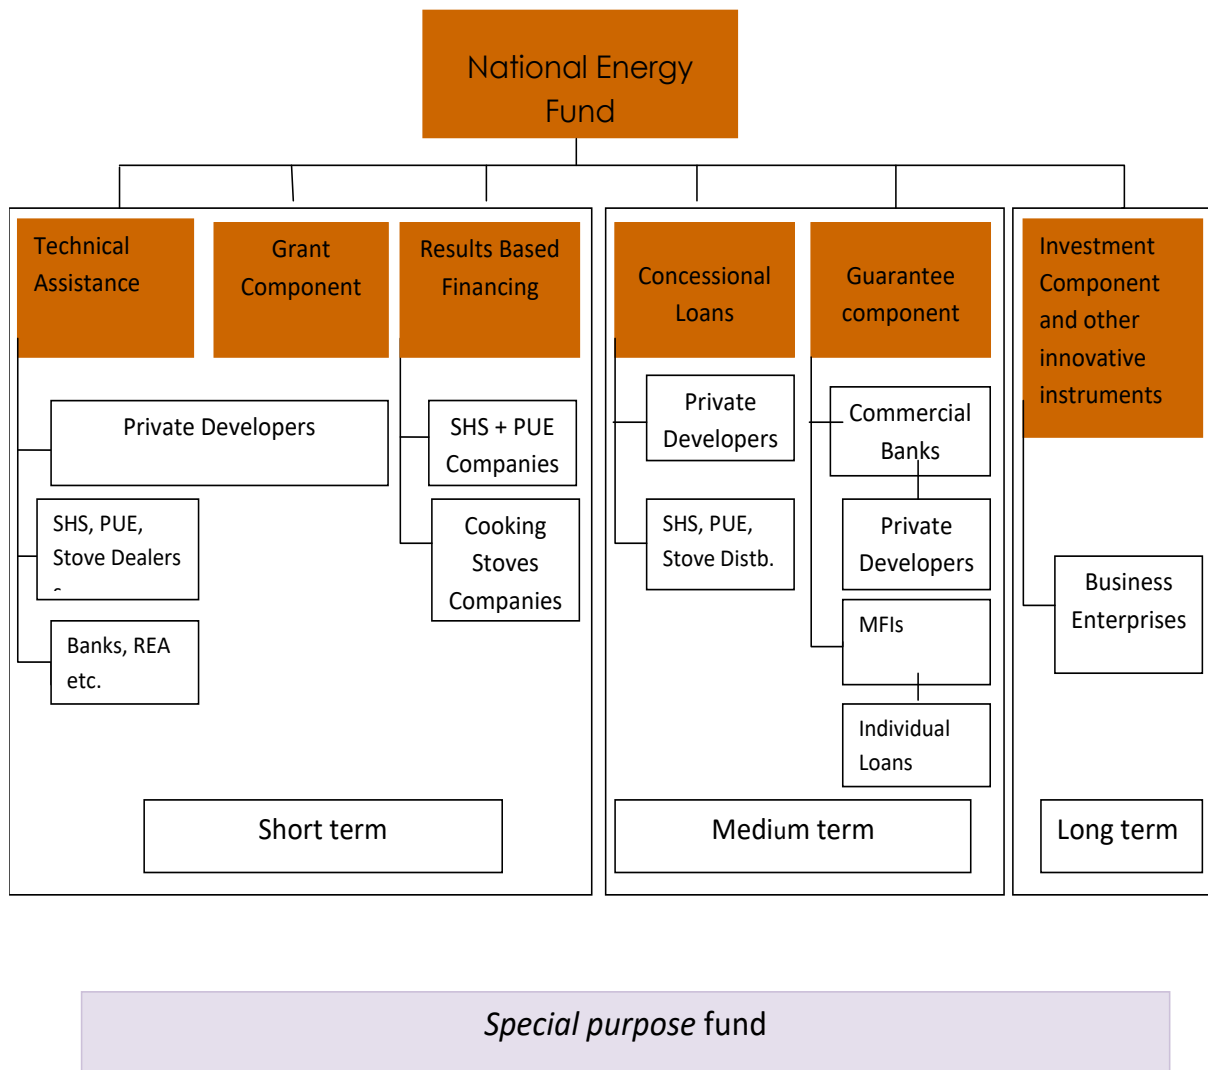 National Energy
Fund
Technical
Assistance
Grant
Component
Results Based
Financing
Concessional
Loans
Guarantee
component
Investment
Component
and other
innovative
instruments
Private Developers
SHS, PUE,
Stove Dealers
Banks, REA
etc.
SHS + PUE
Companies
Cooking
Stoves
Companies
Private
Developers
SHS, PUE,
Stove Distb.
Commercial
Banks
Private
Developers
MFIs
Individual
Loans
Business
Enterprises
Short term
Medium term
Long term
Special purpose fund